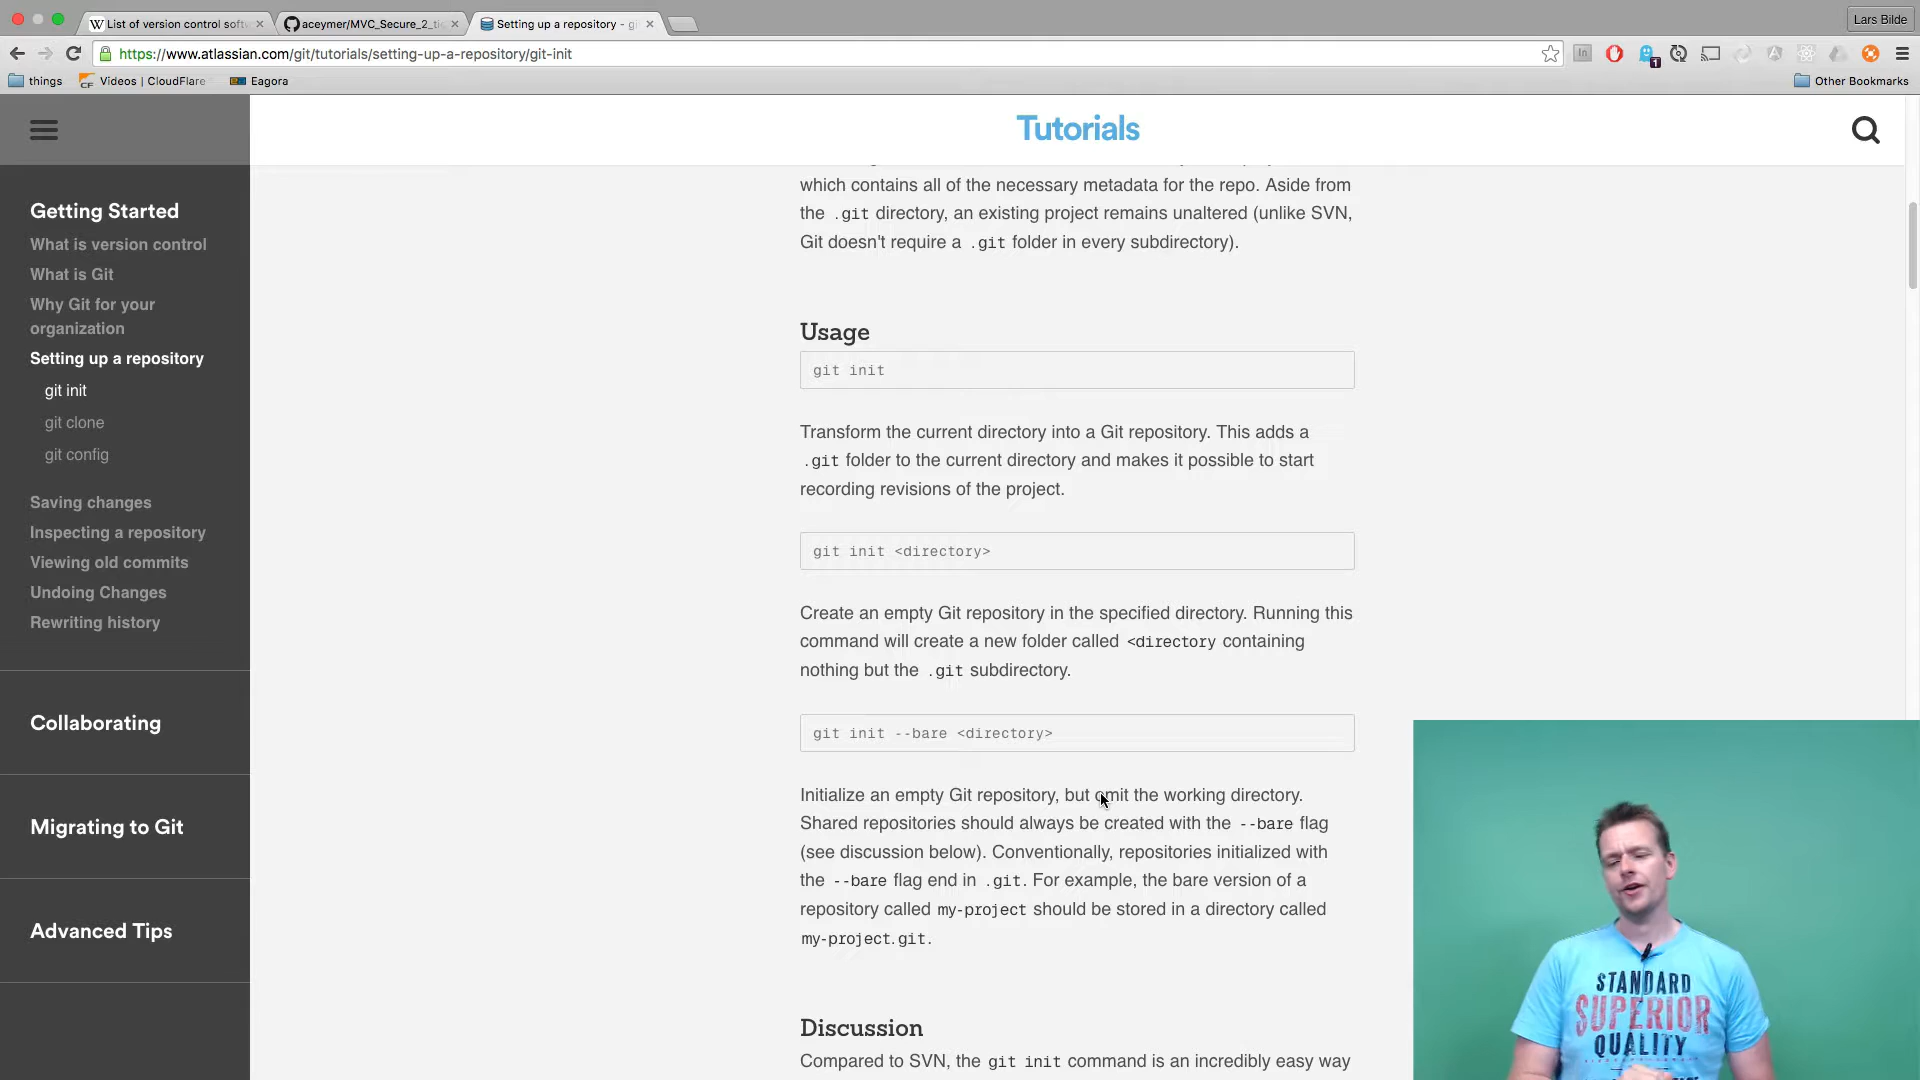 List of version control soft
aceymer/MVC_Secure_2_ti
Setting up a repository - gi
Lars Bilde
https://www.atlassian.com/git/tutorials/setting-up-a-repository/git-init
things
Videos | CloudFlare
Eagora
Other Bookmarks
Tutorials
Getting Started
What is version control
What is Git
Why Git for your
organization
Setting up a repository
git init
git clone
git config
Saving changes
Inspecting a repository
Viewing old commits
Undoing Changes
Rewriting history
Collaborating
Migrating to Git
Advanced Tips
which contains all of the necessary metadata for the repo. Aside from
the .git directory, an existing project remains unaltered (unlike SVN,
Git doesn't require a .git folder in every subdirectory).
Usage
git init
Transform the current directory into a Git repository. This adds a
.git folder to the current directory and makes it possible to start
recording revisions of the project.
git init <directory>
Create an empty Git repository in the specified directory. Running this
command will create a new folder called <directory containing
nothing but the .git subdirectory.
git init --bare <directory>
Initialize an empty Git repository, but omit the working directory.
Shared repositories should always be created with the --bare flag
(see discussion below). Conventionally, repositories initialized with
the --bare flag end in .git. For example, the bare version of a
repository called my-project should be stored in a directory called
my-project.git.
Discussion
Compared to SVN, the git init command is an incredibly easy way
STANDARD
SUPERIOR
QUALITY